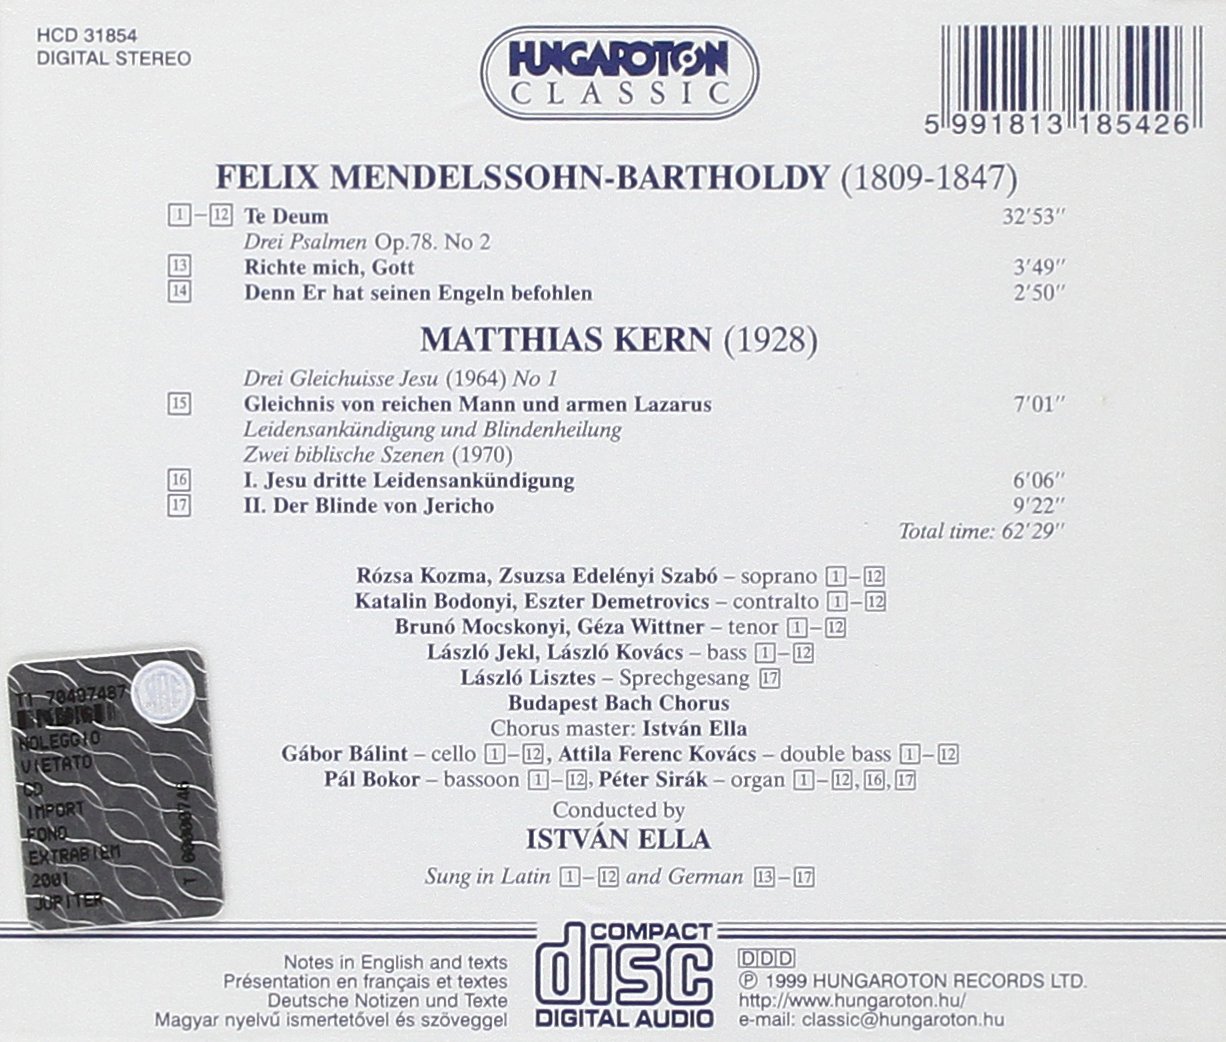 HCD 31854
DIGITAL STEREO
HUNGAROTON
CLASSIC
5 991813 185426
FELIX MENDELSSOHN-BARTHOLDY (1809-1847)
1 – 12 Te Deum 32'53"
Drei Psalmen Op.78. No 2
13 Richte mich, Gott 3'49"
14 Denn Er hat seinen Engeln befohlen 2'50"
MATTHIAS KERN (1928)
Drei Gleichuisse Jesu (1964) No 1
15 Gleichnis von reichen Mann und armen Lazarus 7'01"
Leidensankündigung und Blindenheilung
Zwei biblische Szenen (1970)
16 I. Jesu dritte Leidensankündigung 6'06"
17 II. Der Blinde von Jericho 9'22"
Total time: 62'29"
Rózsa Kozma, Zsuzsa Edelényi Szabó – soprano 1 – 12
Katalin Bodonyi, Eszter Demetrovics – contralto 1 – 12
Brunó Mocskonyi, Géza Wittner – tenor 1 – 12
László Jekl, László Kovács – bass 1 – 12
László Lisztes – Sprechgesang 17
Budapest Bach Chorus
Chorus master: István Ella
Gábor Bálint – cello 1 – 12, Attila Ferenc Kovács – double bass 1 – 12
Pál Bokor – bassoon 1 – 12, Péter Sirák – organ 1 – 12, 16, 17
Conducted by
ISTVÁN ELLA
Sung in Latin 1 – 12 and German 13 – 17
T1 70497487
NOLEGGIO
VIETATO
CD
IMPORT
FONO
EXTRABIEM
2001
JUPITER
T 00000746
Notes in English and texts
Présentation en français et textes
Deutsche Notizen und Texte
Magyar nyelvű ismertetővel és szöveggel
COMPACT
disc
DIGITAL AUDIO
DDD
℗ 1999 HUNGAROTON RECORDS LTD.
http://www.hungaroton.hu/
e-mail: classic@hungaroton.hu